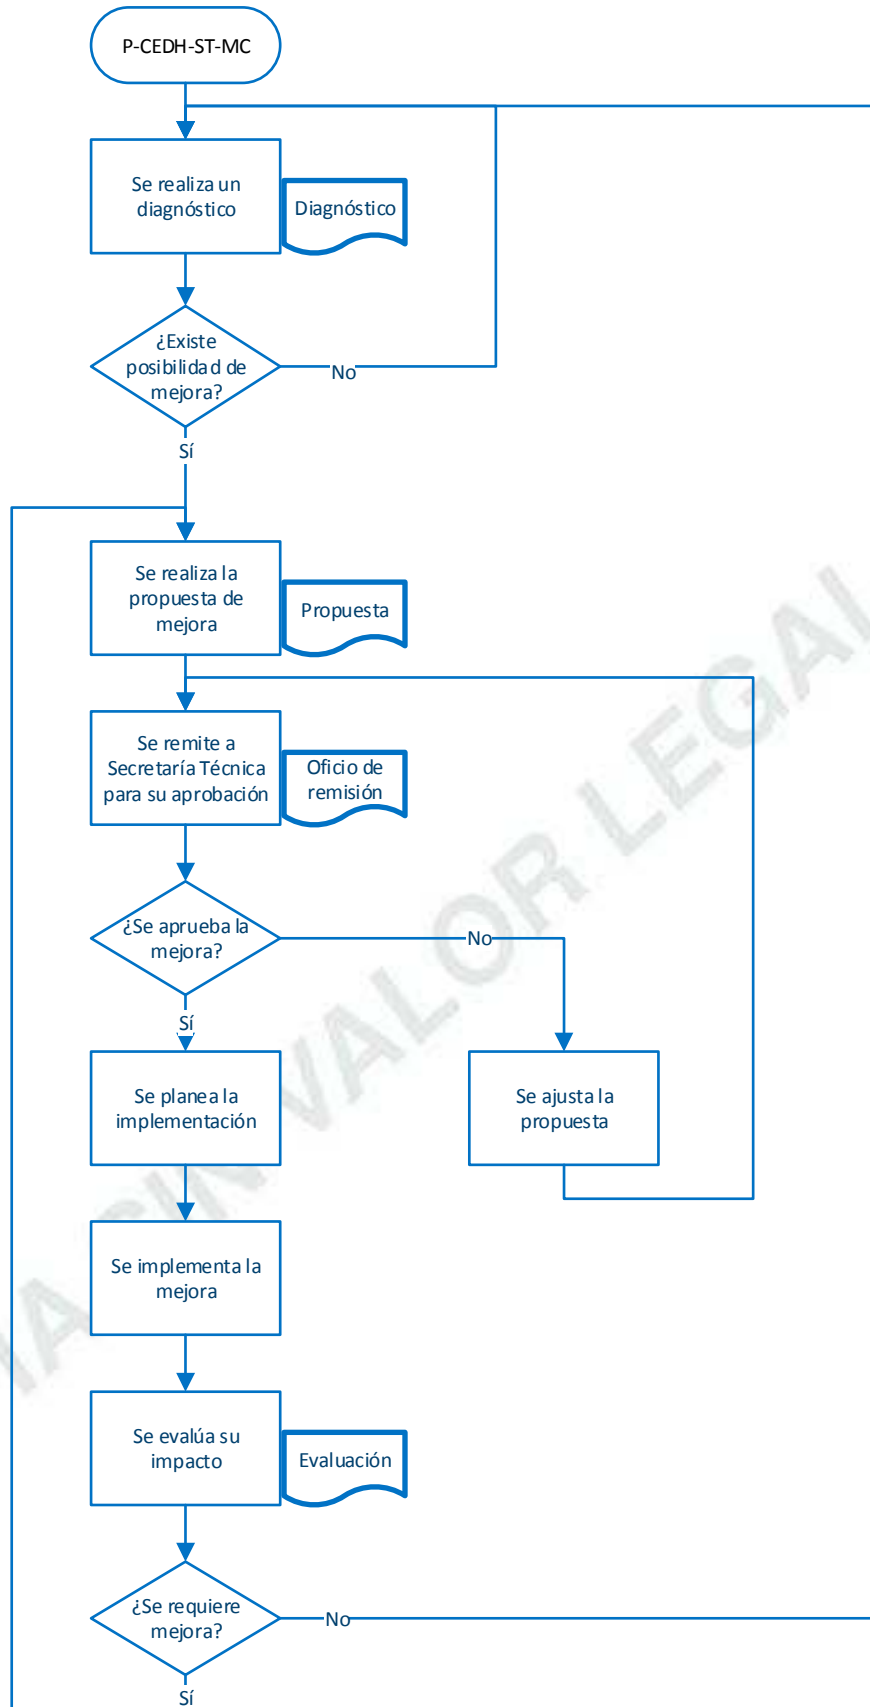 P-CEDH-ST-MC
Se realiza un
diagnóstico
Diagnóstico
¿Existe
posibilidad de
mejora?
No
Sí
Se realiza la
propuesta de
mejora
Propuesta
Se remite a
Secretaría Técnica
para su aprobación
Oficio de
remisión
¿Se aprueba la
mejora?
No
Sí
Se planea la
implementación
Se ajusta la
propuesta
Se implementa la
mejora
Se evalúa su
impacto
Evaluación
¿Se requiere
mejora?
No
Sí
SIN VALOR LEGAL